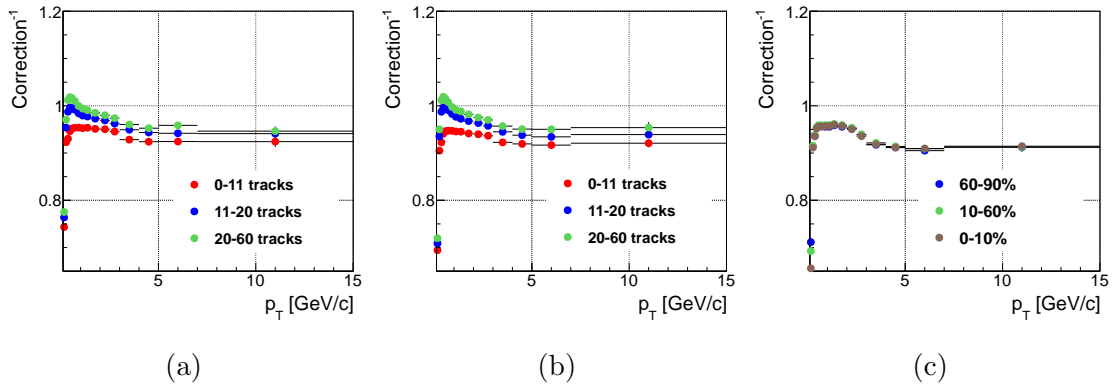 Correction-1
1.2
1
0.8
5
10
15
pT [GeV/c]
0-11 tracks
11-20 tracks
20-60 tracks
(a)
Correction-1
1.2
1
0.8
5
10
15
pT [GeV/c]
0-11 tracks
11-20 tracks
20-60 tracks
(b)
Correction-1
1.2
1
0.8
5
10
15
pT [GeV/c]
60-90%
10-60%
0-10%
(c)